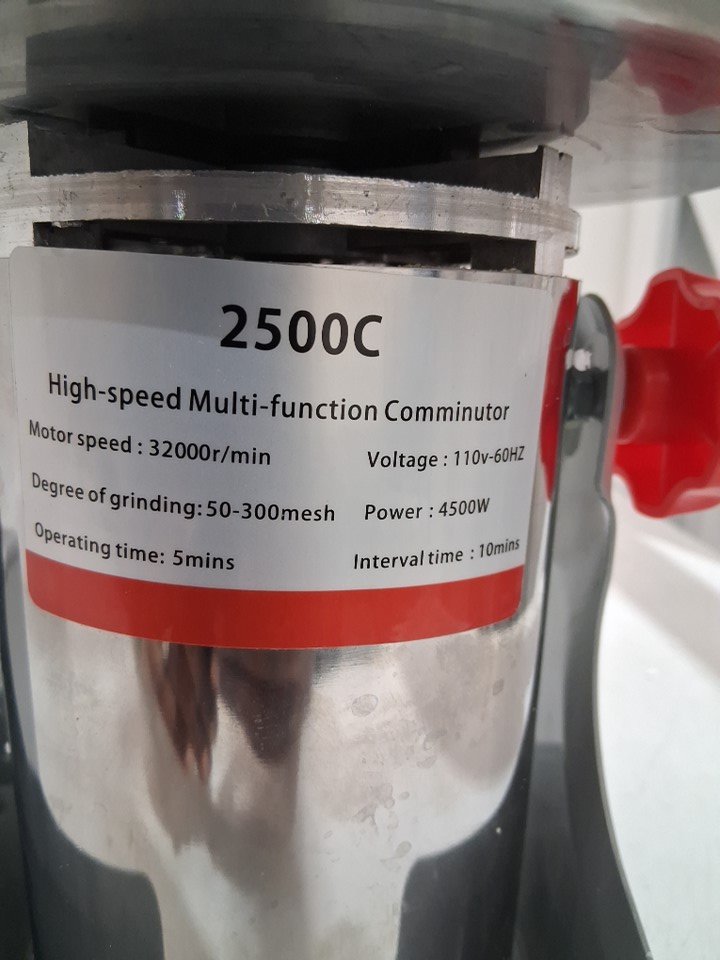 2500C
High-speed Multi-function Comminutor
Motor speed : 32000r/min Voltage : 110v-60HZ
Degree of grinding: 50-300mesh Power : 4500W
Operating time: 5mins Interval time : 10mins